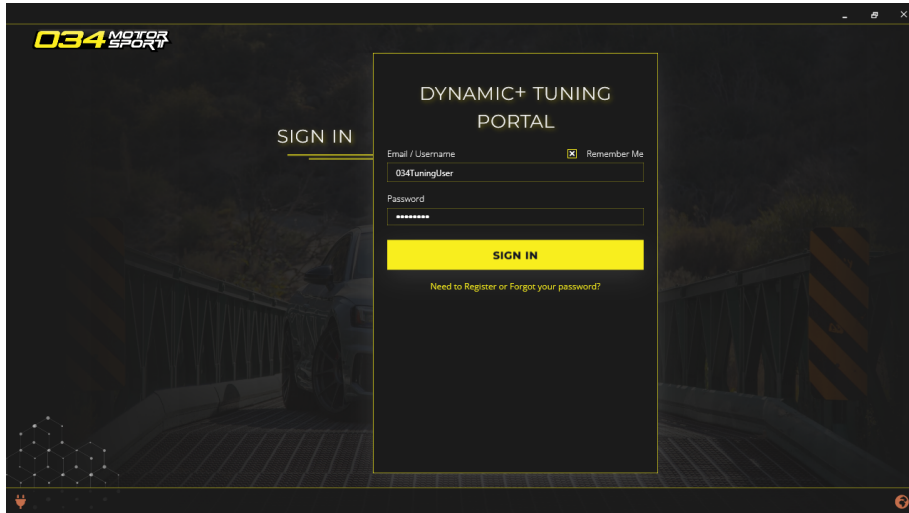 034 MOTOR
SPORT
DYNAMIC+ TUNING
PORTAL
SIGN IN
Email / Username
Remember Me
034TuningUser
Password
••••••••
SIGN IN
Need to Register or Forgot your password?